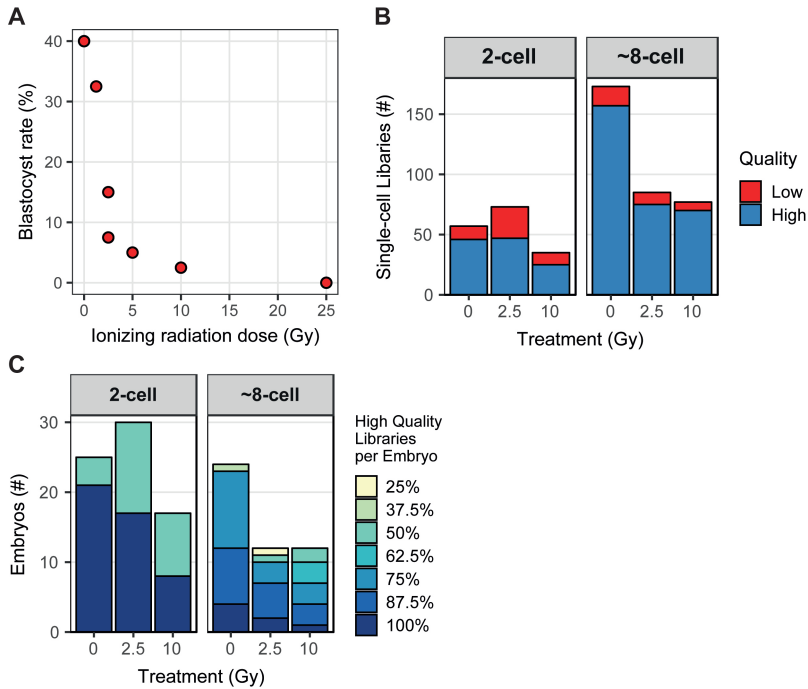 A
Blastocyst rate (%)
40
30
20
10
0
0 5 10 15 20 25
Ionizing radiation dose (Gy)
B
2-cell ~8-cell
Single-cell Libaries (#)
150
100
50
0
0 2.5 10 0 2.5 10
Treatment (Gy)
Quality
Low
High
C
2-cell ~8-cell
Embryos (#)
30
20
10
0
0 2.5 10 0 2.5 10
Treatment (Gy)
High Quality
Libraries
per Embryo
25%
37.5%
50%
62.5%
75%
87.5%
100%